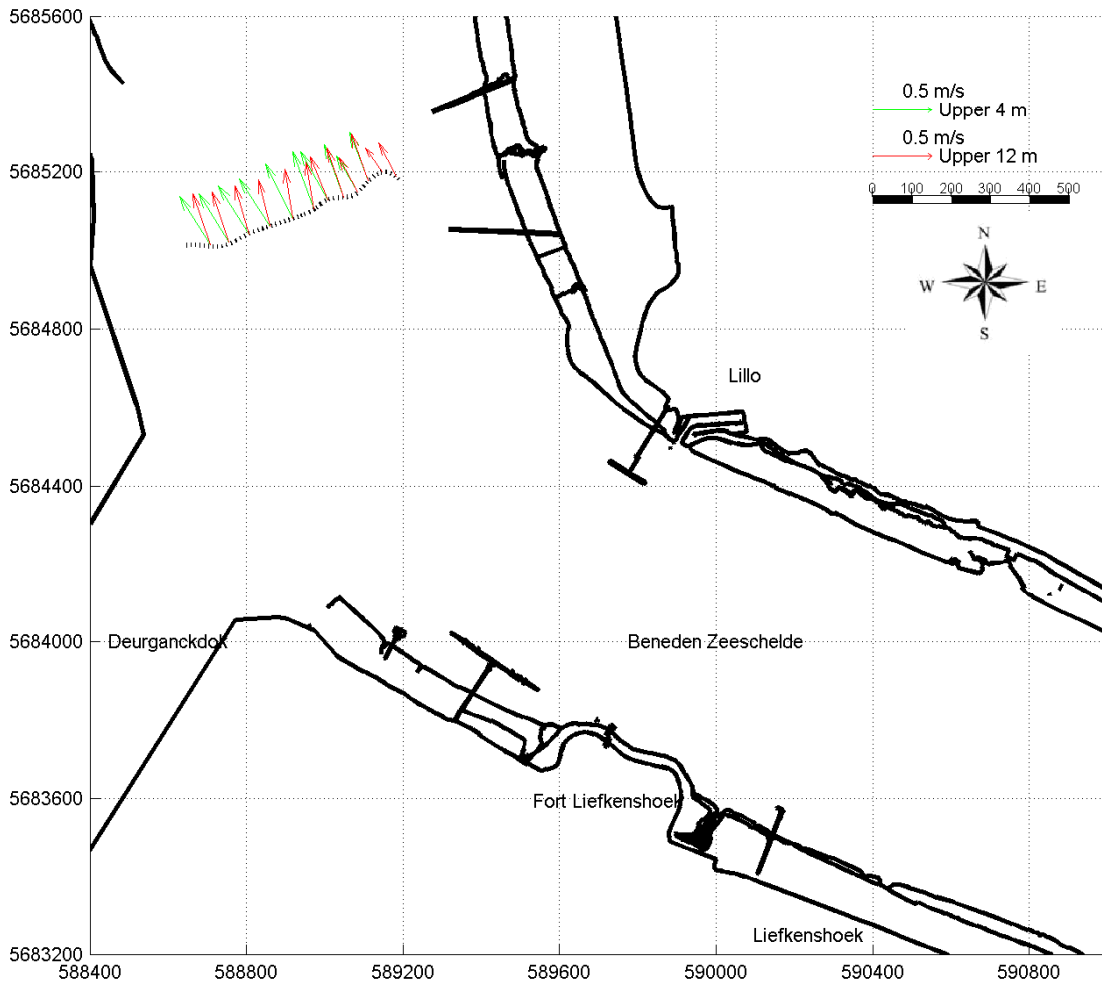 5685600
5685200
5684800
5684400
5684000
5683600
5683200
588400
588800
589200
589600
590000
590400
590800
0.5 m/s
Upper 4 m
0.5 m/s
Upper 12 m
0 100 200 300 400 500
N
W E
S
Lillo
Deurganckdok
Beneden Zeeschelde
Fort Liefkenshoek
Liefkenshoek